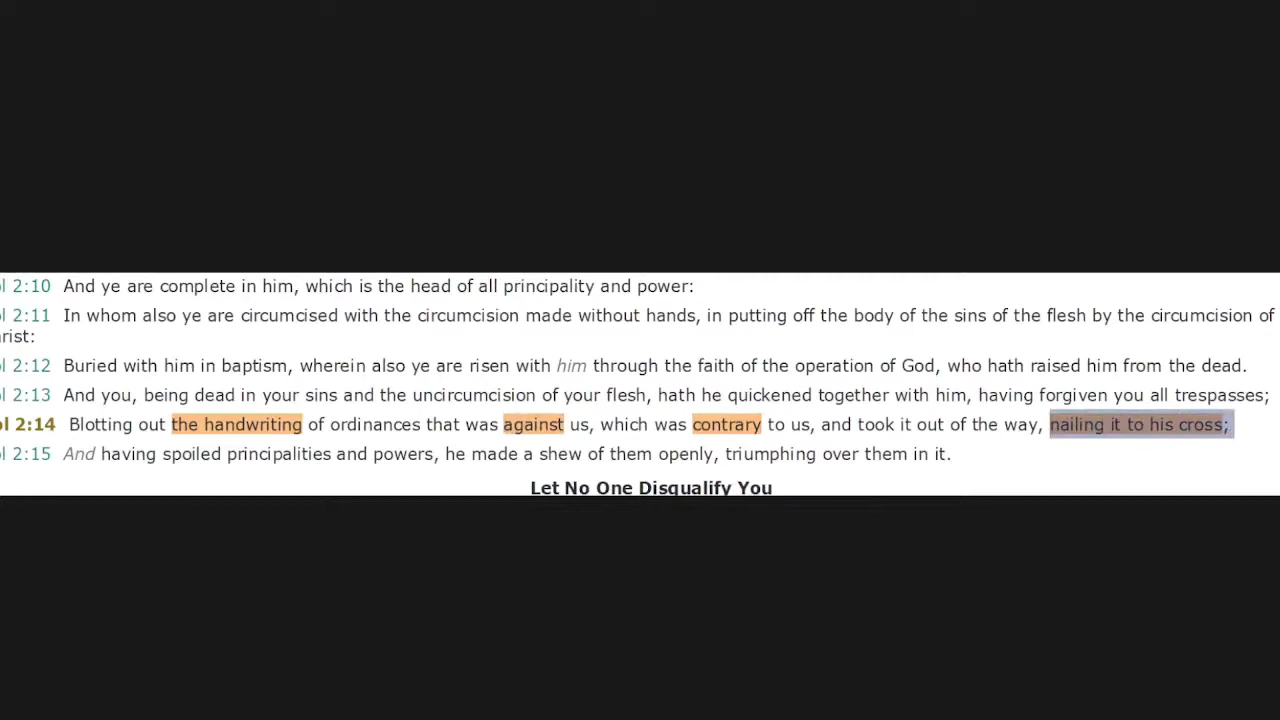 l 2:10 And ye are complete in him, which is the head of all principality and power:
l 2:11 In whom also ye are circumcised with the circumcision made without hands, in putting off the body of the sins of the flesh by the circumcision of
rist:
l 2:12 Buried with him in baptism, wherein also ye are risen with him through the faith of the operation of God, who hath raised him from the dead.
l 2:13 And you, being dead in your sins and the uncircumcision of your flesh, hath he quickened together with him, having forgiven you all trespasses;
ol 2:14 Blotting out the handwriting of ordinances that was against us, which was contrary to us, and took it out of the way, nailing it to his cross;
l 2:15 And having spoiled principalities and powers, he made a shew of them openly, triumphing over them in it.
Let No One Disqualify You